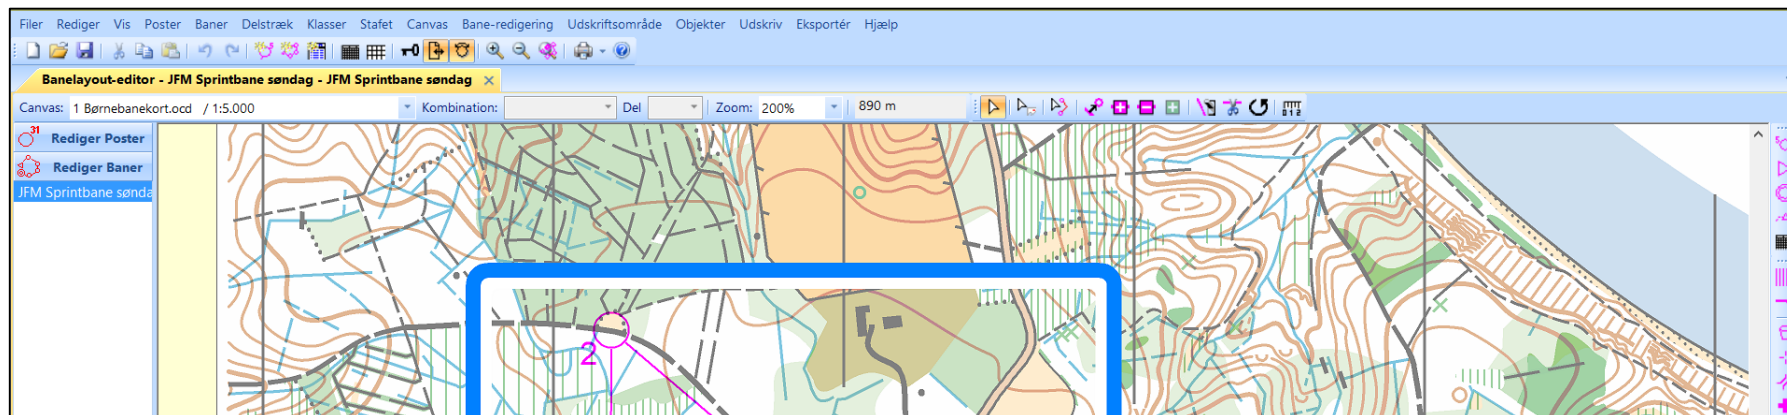 Filer Rediger Vis Poster Baner Delstræk Klasser Stafet Canvas Bane-redigering Udskriftsområde Objekter Udskriv Eksportér Hjælp
Banelayout-editor - JFM Sprintbane søndag - JFM Sprintbane søndag
Canvas: 1 Børnebanekort.ocd / 1:5.000 Kombination: Del Zoom: 200% 890 m
31 Rediger Poster
Rediger Baner
JFM Sprintbane sønda
2